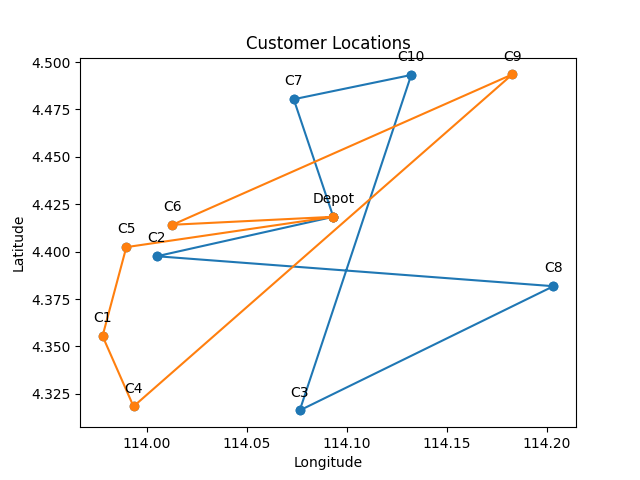 Customer Locations
4.500
4.475
4.450
4.425
4.400
4.375
4.350
4.325
Latitude
C10
C9
C7
Depot
C6
C5
C2
C8
C1
C4
C3
114.00
114.05
114.10
114.15
114.20
Longitude